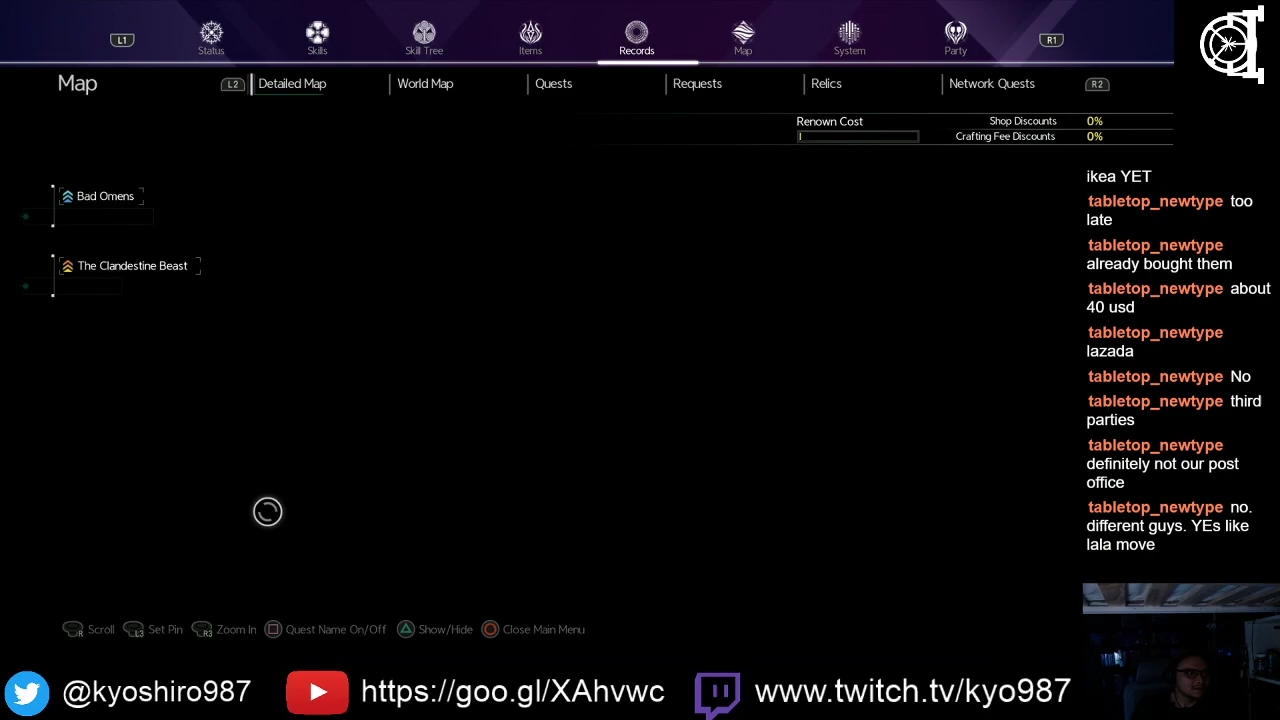 L1 Status Skills Skill Tree Items Records Map System Party R1
Map L2 Detailed Map World Map Quests Requests Relics Network Quests R2
Renown Cost Shop Discounts 0%
Crafting Fee Discounts 0%
Bad Omens
The Clandestine Beast
R Scroll L3 Set Pin R3 Zoom In Quest Name On/Off Show/Hide Close Main Menu
ikea YET
tabletop_newtype too
late
tabletop_newtype
already bought them
tabletop_newtype about
40 usd
tabletop_newtype
lazada
tabletop_newtype No
tabletop_newtype third
parties
tabletop_newtype
definitely not our post
office
tabletop_newtype no.
different guys. YEs like
lala move
@kyoshiro987 https://goo.gl/XAhvwc www.twitch.tv/kyo987